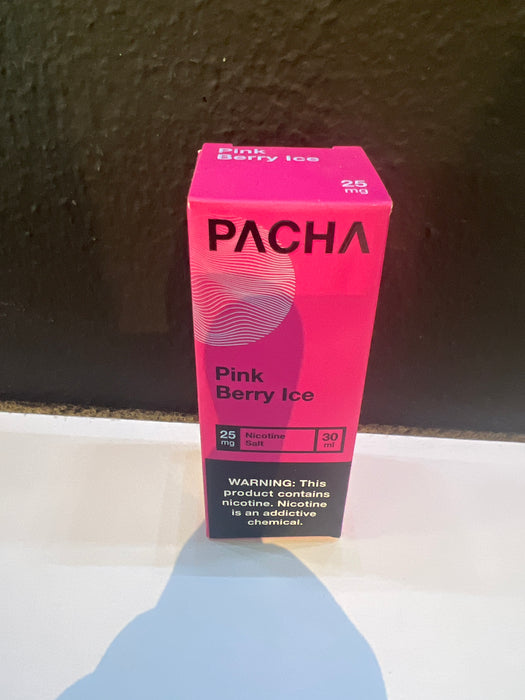 Pink
Berry Ice
25
mg
PACHA
Pink
Berry Ice
25
mg
Nicotine
Salt
30
ml
WARNING: This
product contains
nicotine. Nicotine
is an addictive
chemical.